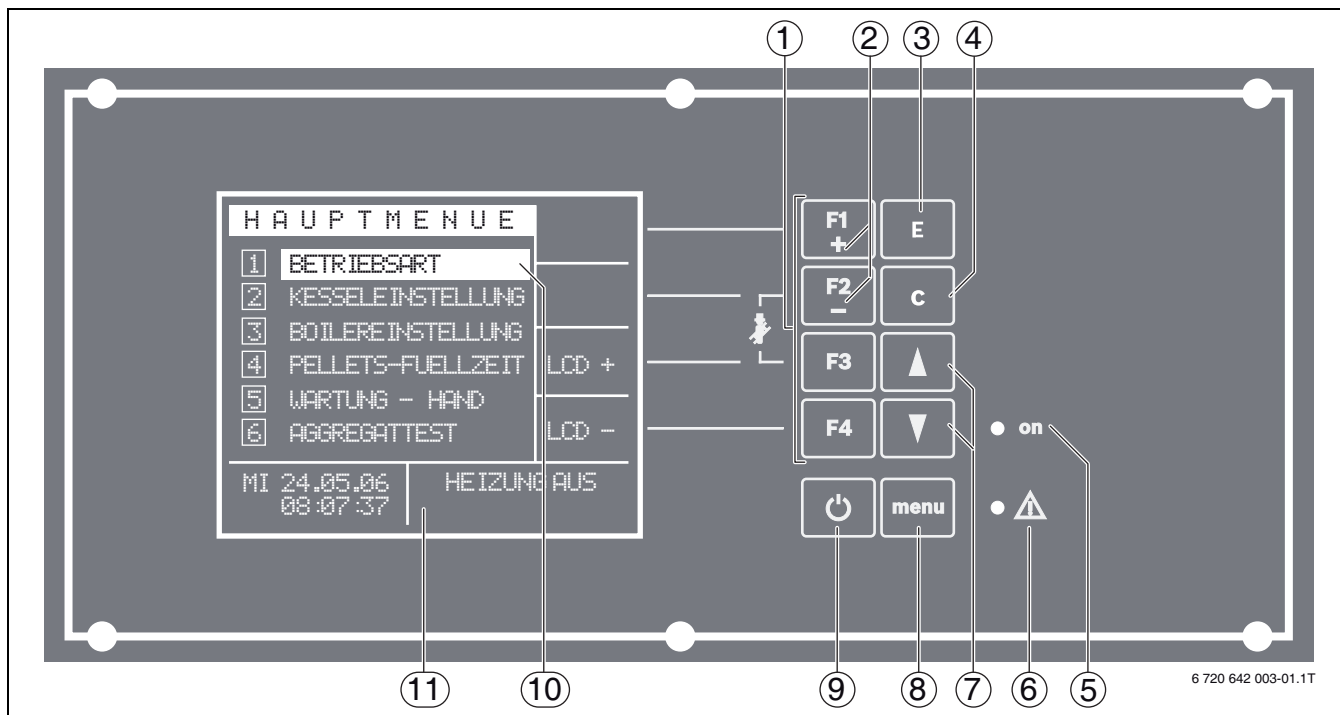 ① ② ③ ④
HAUPTMENUE
1 BETRIEBSART
2 KESSELEINSTELLUNG
3 BOILEREINSTELLUNG
4 PELLETS-FUELLZEIT LCD +
5 WARTUNG - HAND
6 AGGREGATTEST LCD -
MI 24.05.06 HEIZUNG AUS
08:07:37
F1 + E
F2 - C
F3 ▲
F4 ▼
on
menu
⑪ ⑩ ⑨ ⑧ ⑦ ⑥ ⑤
6 720 642 003-01.1T